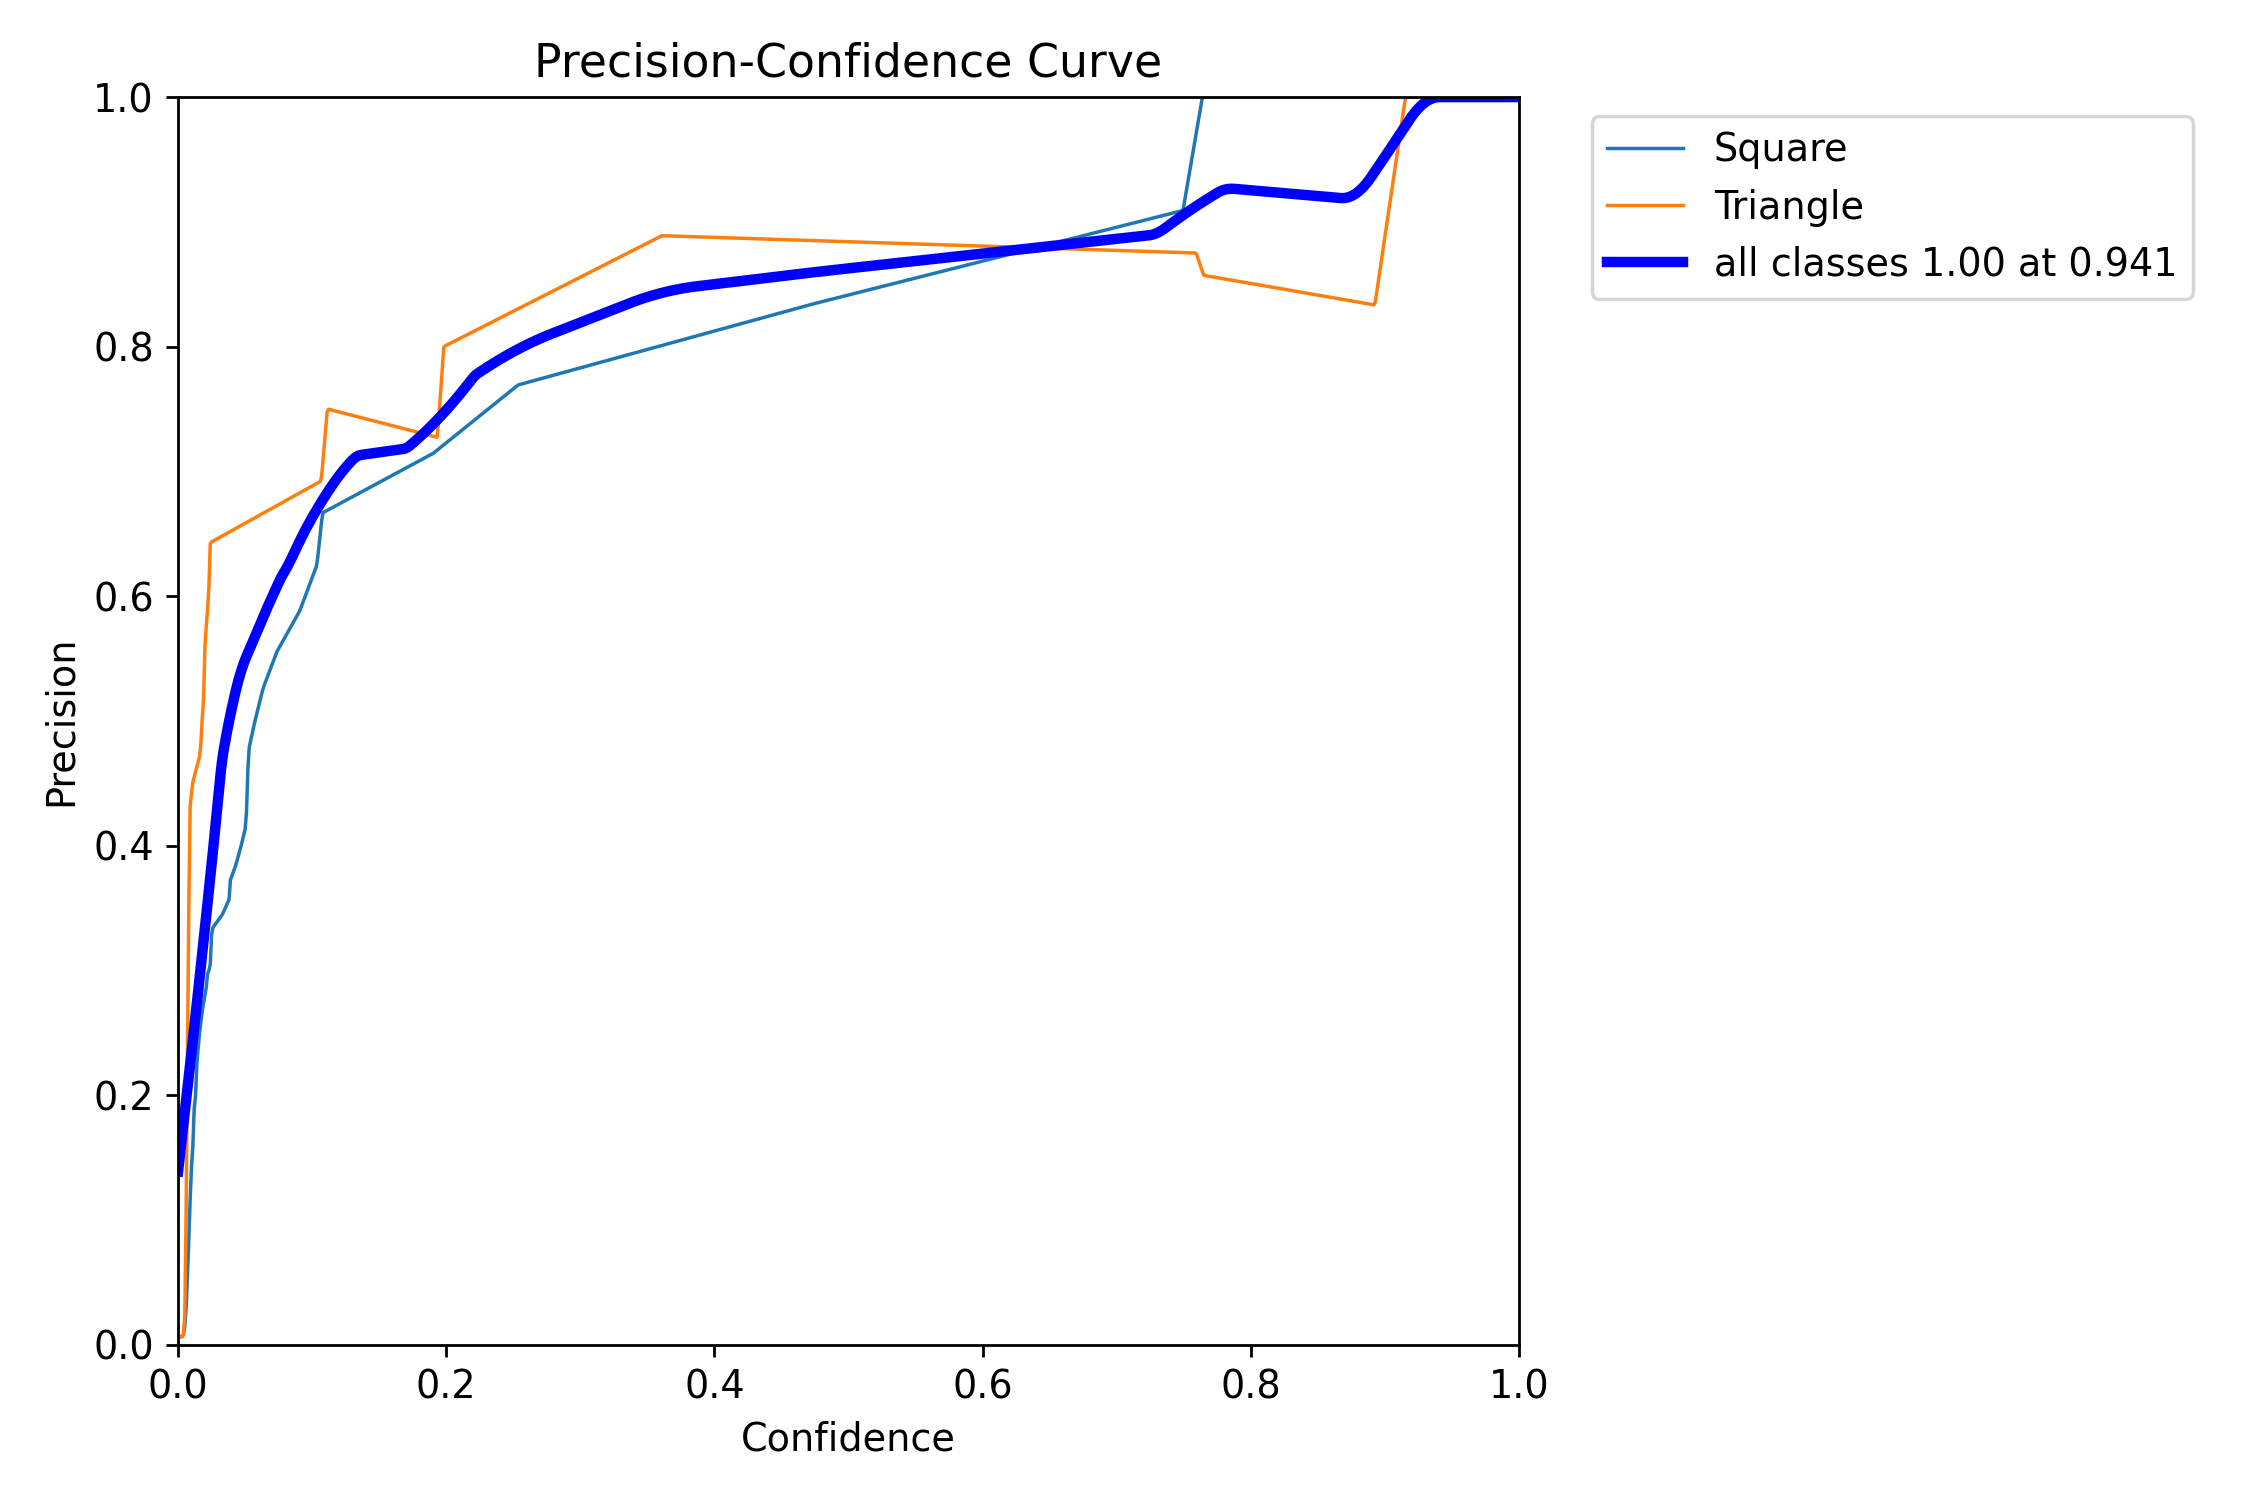 Precision-Confidence Curve
Square
Triangle
all classes 1.00 at 0.941
Precision
1.0
0.8
0.6
0.4
0.2
0.0
0.0 0.2 0.4 0.6 0.8 1.0
Confidence